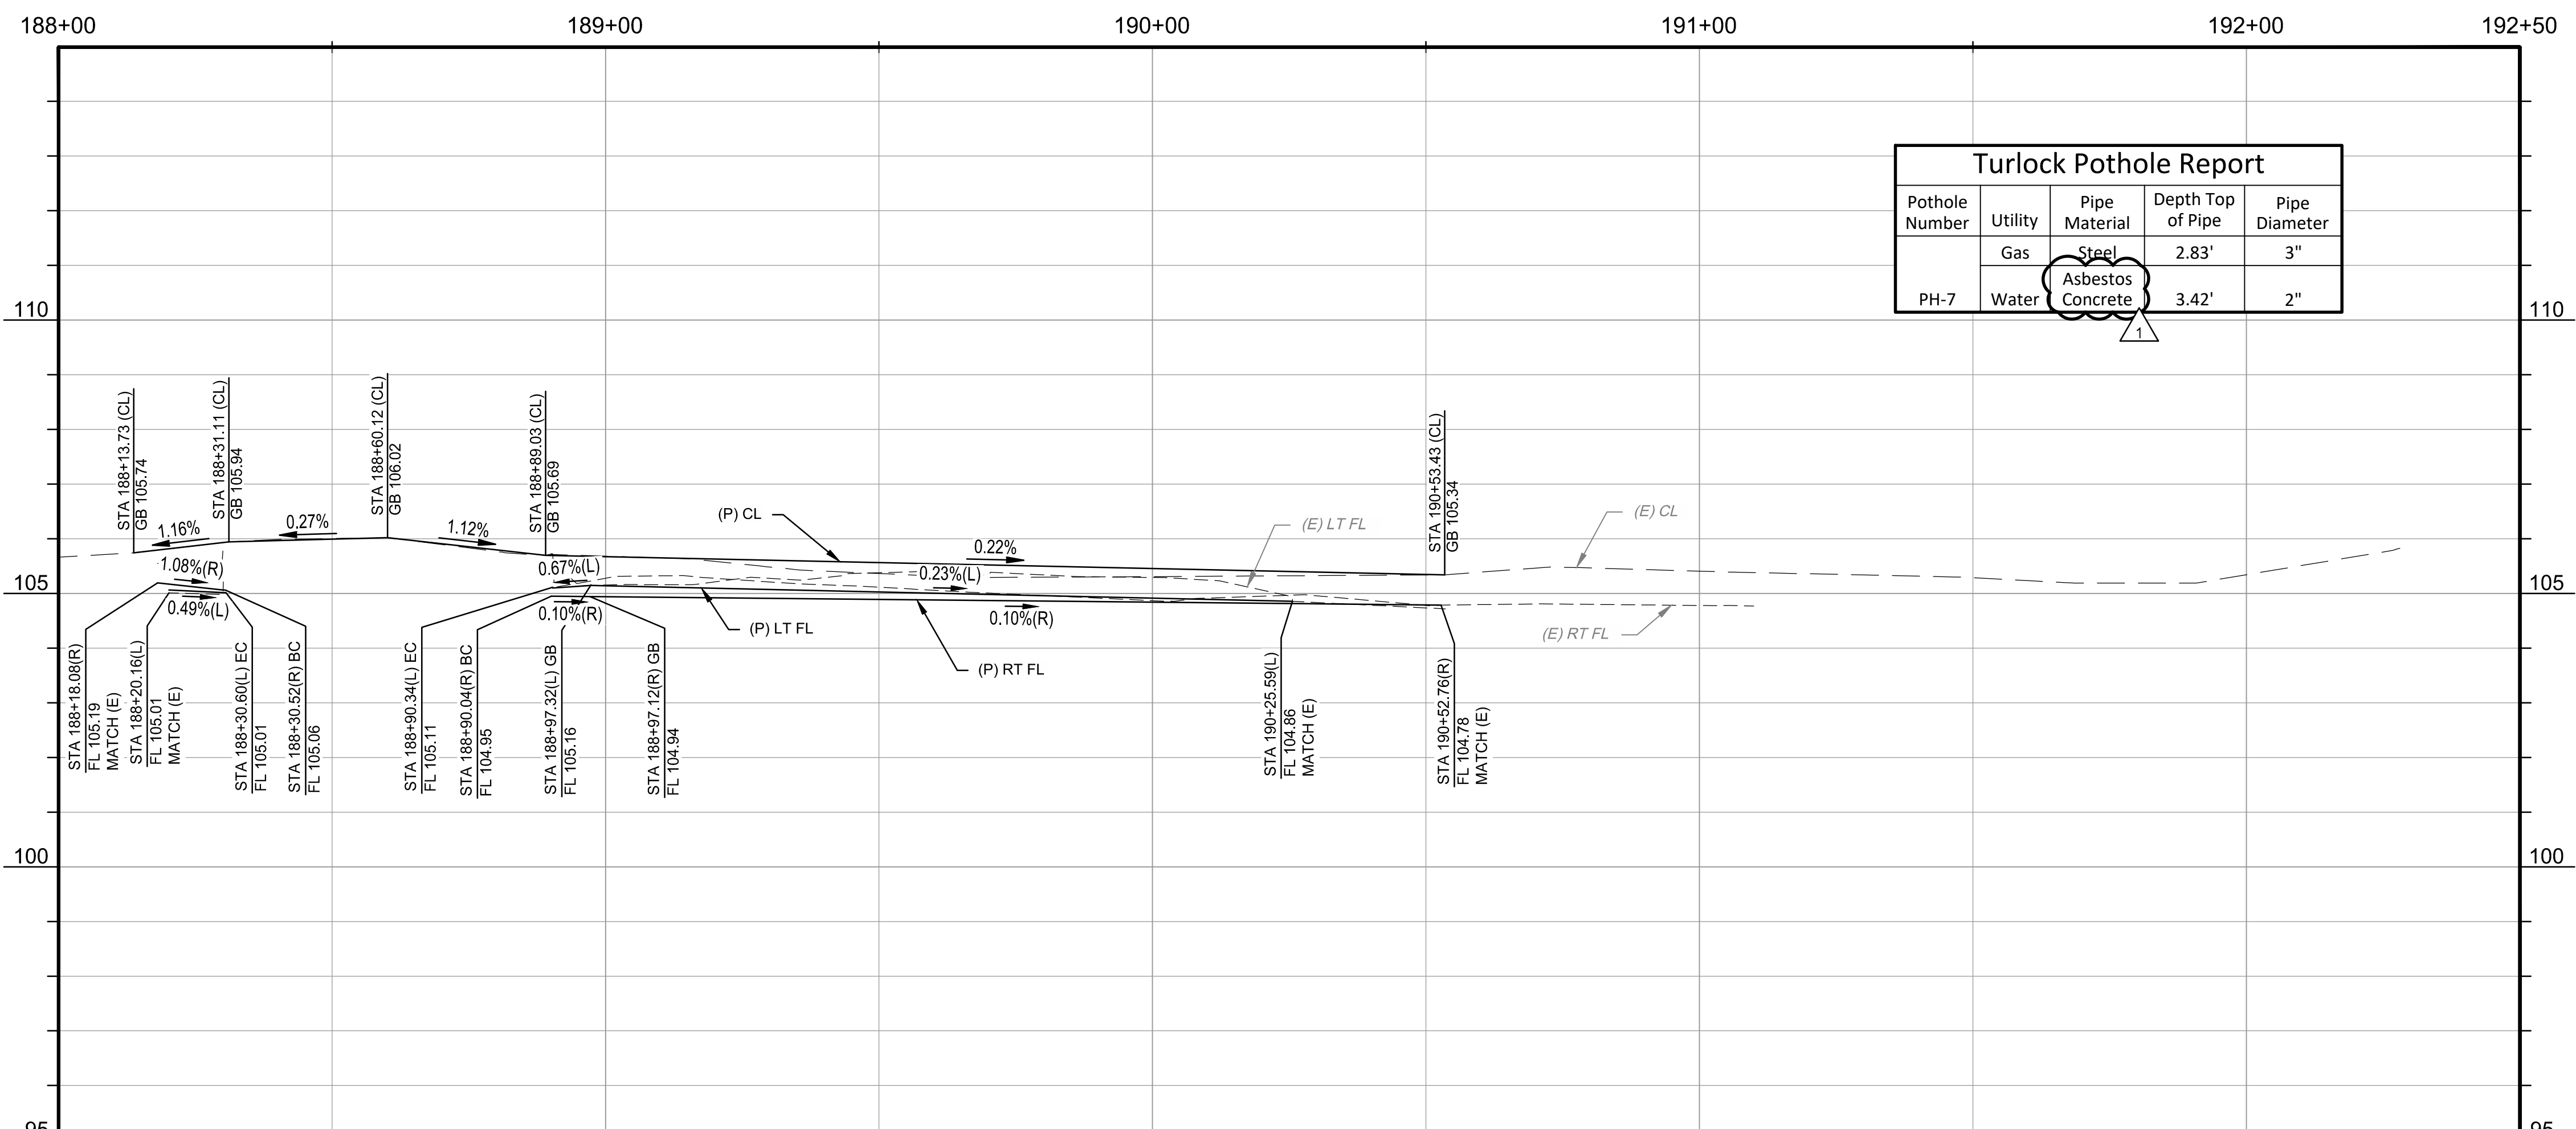 188+00
189+00
190+00
191+00
192+00
192+50
Turlock Pothole Report
Pothole Number
Utility
Pipe Material
Depth Top of Pipe
Pipe Diameter
Gas
Steel
2.83'
3"
PH-7
Water
Asbestos Concrete
3.42'
2"
1
110
110
STA 188+13.73 (CL)
GB 105.74
STA 188+31.11 (CL)
GB 105.94
STA 188+60.12 (CL)
GB 106.02
STA 188+89.03 (CL)
GB 105.69
STA 190+53.43 (CL)
GB 105.34
1.16%
0.27%
1.12%
(P) CL
0.22%
(E) LT FL
(E) CL
1.08%(R)
0.67%(L)
0.23%(L)
105
105
0.49%(L)
0.10%(R)
0.10%(R)
(P) LT FL
(P) RT FL
(E) RT FL
STA 188+18.08(R)
FL 105.19
MATCH (E)
STA 188+20.16(L)
FL 105.01
MATCH (E)
STA 188+30.60(L) EC
FL 105.01
STA 188+30.52(R) BC
FL 105.06
STA 188+90.34(L) EC
FL 105.11
STA 188+90.04(R) BC
FL 104.95
STA 188+97.32(L) GB
FL 105.16
STA 188+97.12(R) GB
FL 104.94
STA 190+25.59(L)
FL 104.86
MATCH (E)
STA 190+52.76(R)
FL 104.78
MATCH (E)
100
100
95
95